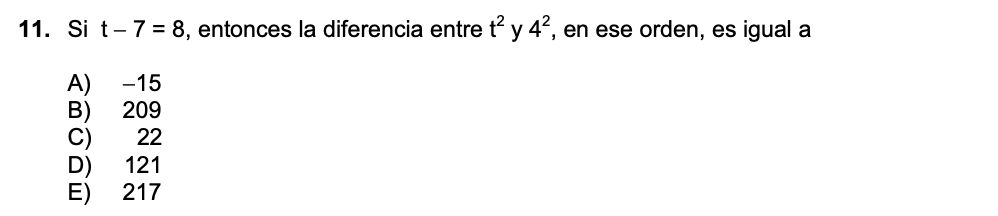 11. Si t – 7 = 8, entonces la diferencia entre t² y 4², en ese orden, es igual a
A) –15
B) 209
C) 22
D) 121
E) 217